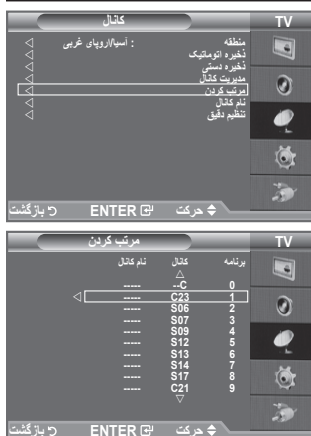 TV
کانال
منطقه : آسیا/اروپای غربی
ذخیره اتوماتیک
ذخیره دستی
مدیریت کانال
مرتب کردن
نام کانال
تنظیم دقیق
حرکت ENTER بازگشت
TV
مرتب کردن
برنامه کانال نام کانال
0 --C -----
1 C23 -----
2 S06 -----
3 S07 -----
4 S09 -----
5 S12 -----
6 S13 -----
7 S14 -----
8 S17 -----
9 C21 -----
حرکت ENTER بازگشت